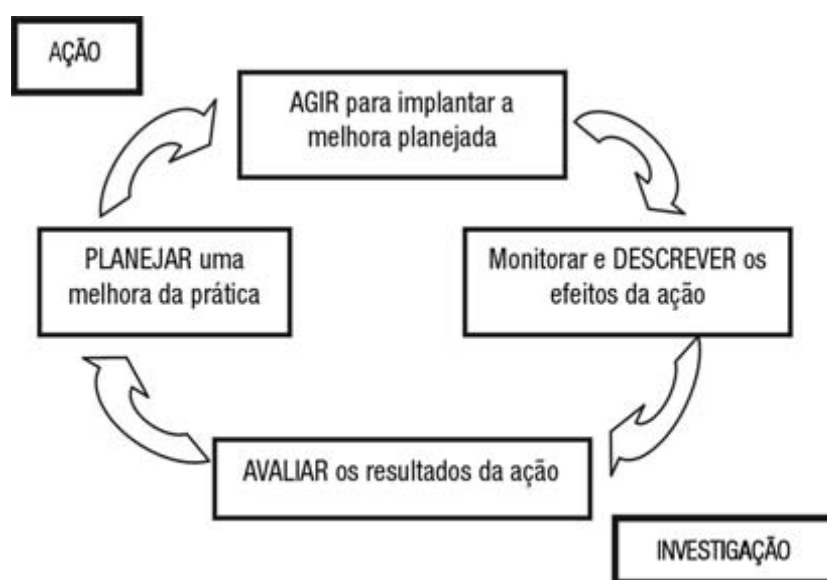 AÇÃO
AGIR para implantar a
melhora planejada
PLANEJAR uma
melhora da prática
Monitorar e DESCREVER os
efeitos da ação
AVALIAR os resultados da ação
INVESTIGAÇÃO